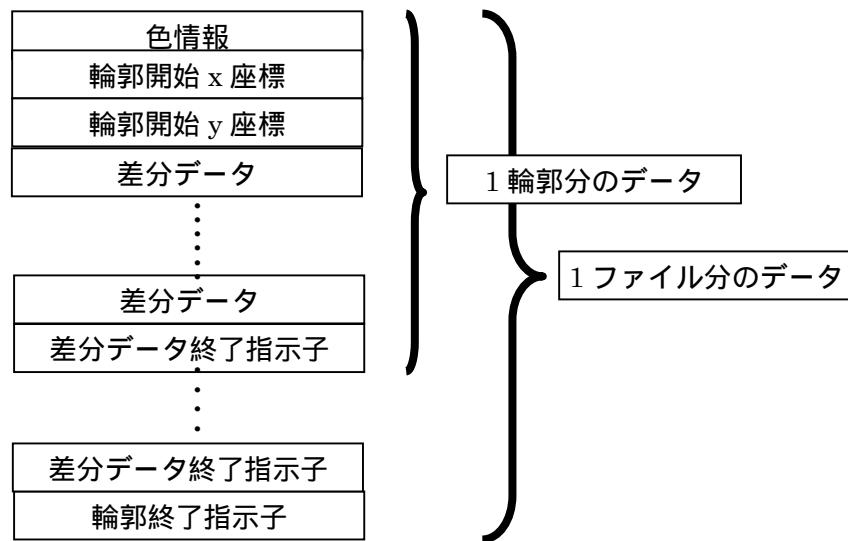 色情報
輪郭開始 x 座標
輪郭開始 y 座標
差分データ
差分データ
差分データ終了指示子
差分データ終了指示子
輪郭終了指示子
1 輪郭分のデータ
1 ファイル分のデータ